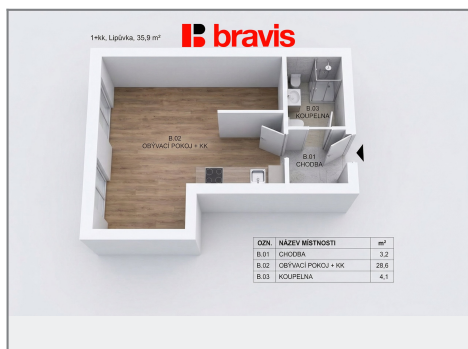 1+kk, Lipůvka, 35,9 m²
bravis
B.03
KOUPELNA
B.02
OBÝVACÍ POKOJ + KK
B.01
CHODBA
OZN. NÁZEV MÍSTNOSTI m²
B.01 CHODBA 3,2
B.02 OBÝVACÍ POKOJ + KK 28,6
B.03 KOUPELNA 4,1